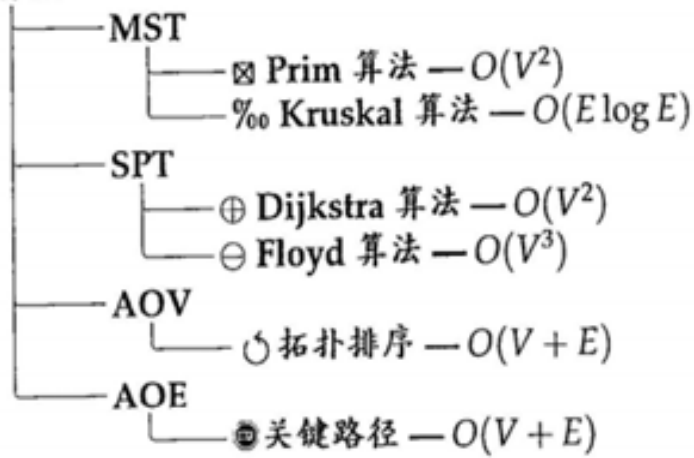 MST
⊠ Prim 算法 — O(V²)
‰ Kruskal 算法 — O(E log E)
SPT
⊕ Dijkstra 算法 — O(V²)
⊖ Floyd 算法 — O(V³)
AOV
↺ 拓扑排序 — O(V + E)
AOE
关键路径 — O(V + E)